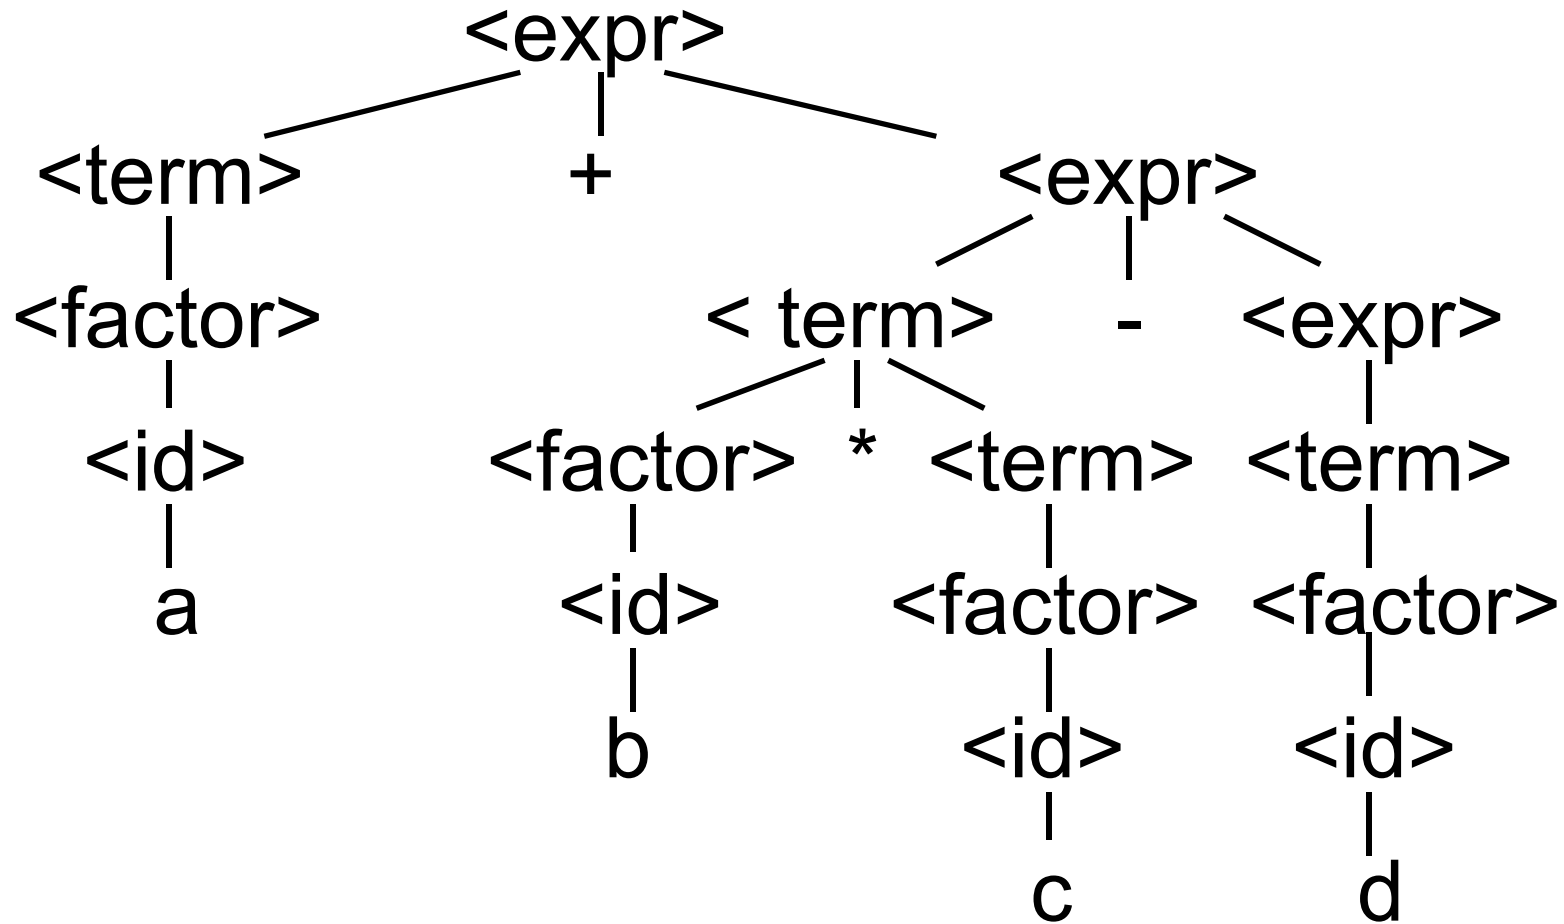 <expr>
<term> + <expr>
<factor> < term> - <expr>
<id> <factor> * <term> <term>
a <id> <factor> <factor>
b <id> <id>
c d